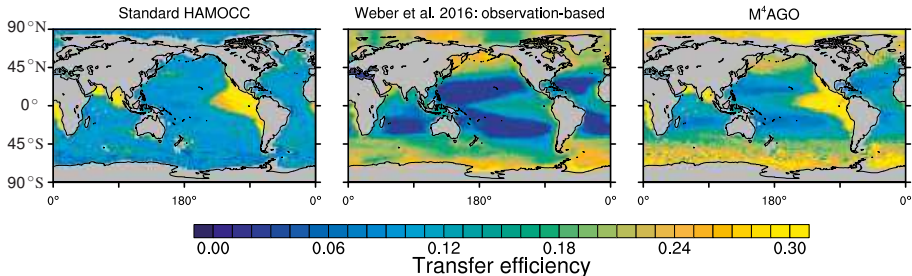 Standard HAMOCC
Weber et al. 2016: observation-based
M⁴AGO
90°N
45°N
0°
45°S
90°S
0° 180° 0°
0° 180° 0°
0° 180° 0°
0.00 0.06 0.12 0.18 0.24 0.30
Transfer efficiency